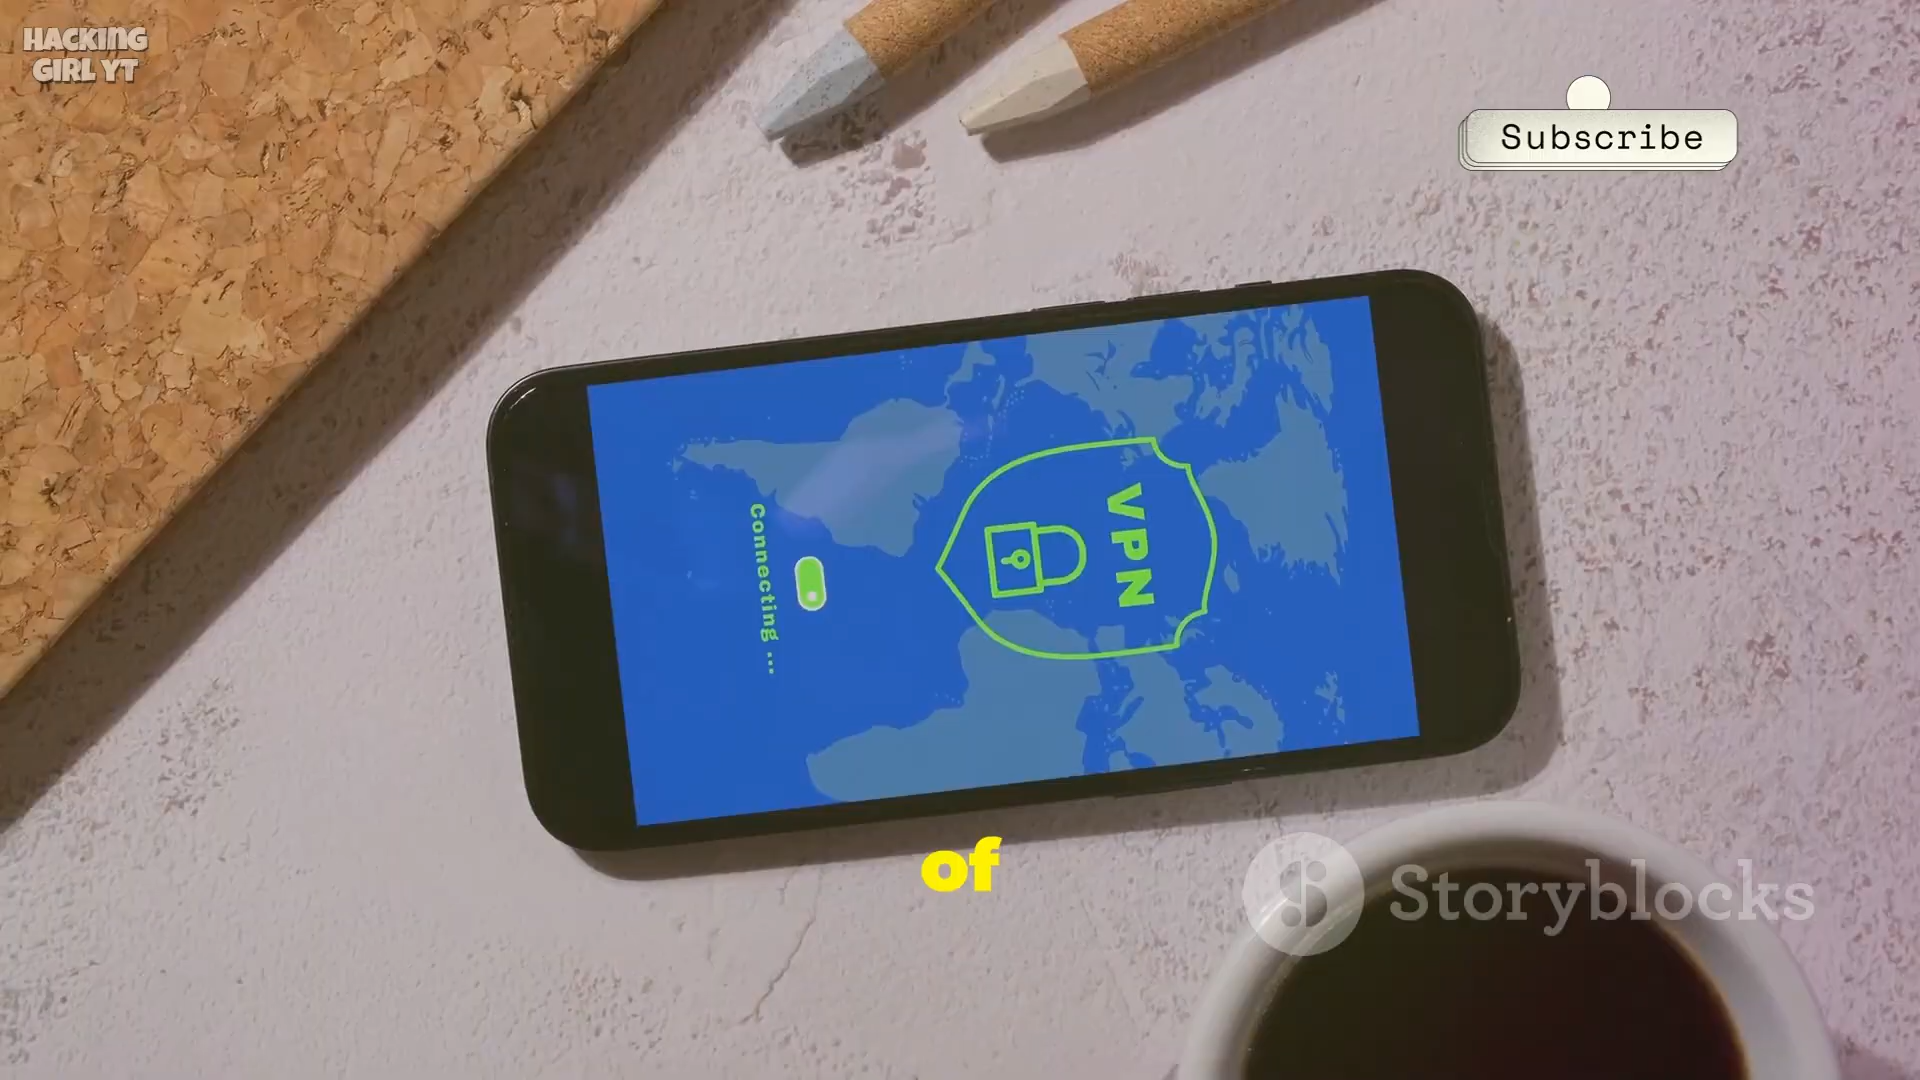 HACKING
GIRL YT
Subscribe
VPN
Connecting ...
of
Storyblocks